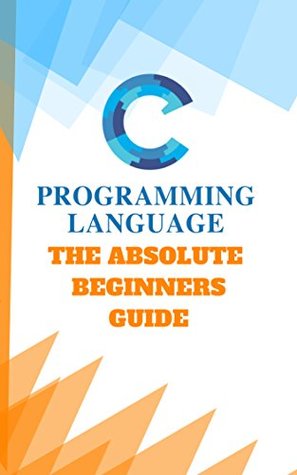 C
PROGRAMMING
LANGUAGE
THE ABSOLUTE
BEGINNERS
GUIDE